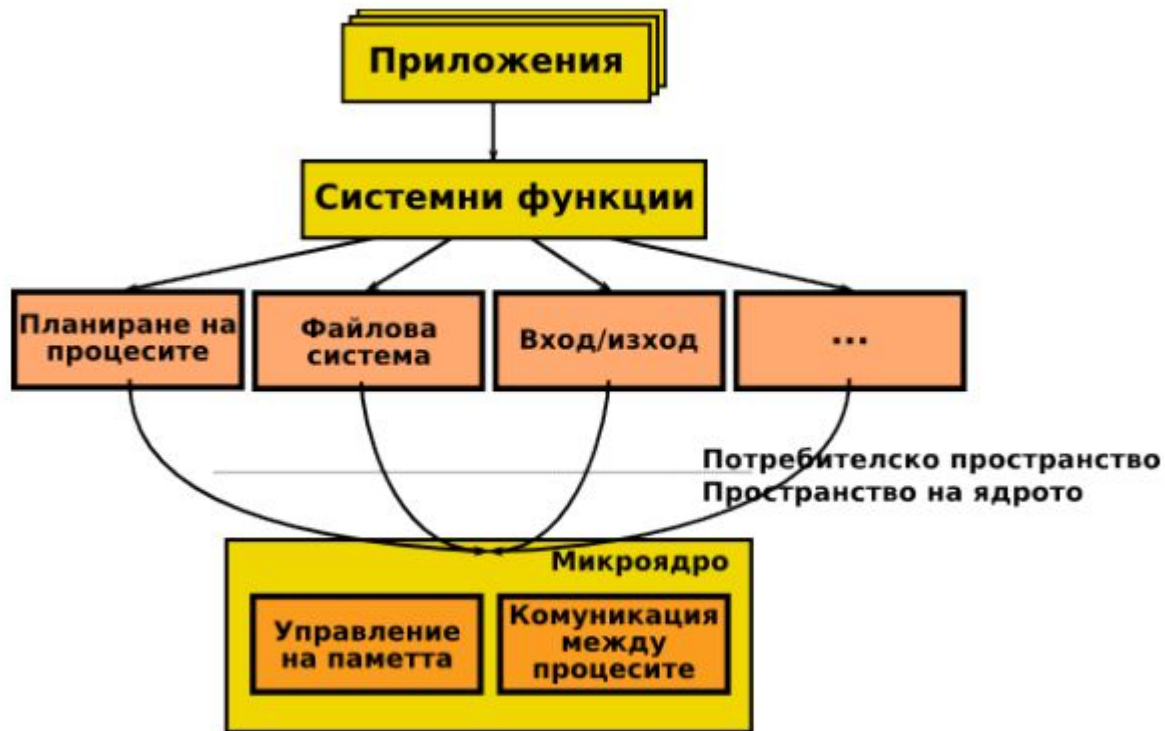 Приложения
Системни функции
Планиране на
процесите
Файлова
система
Вход/изход
...
Потребителско пространство
Пространство на ядрото
Микроядро
Управление
на паметта
Комуникация
между
процесите